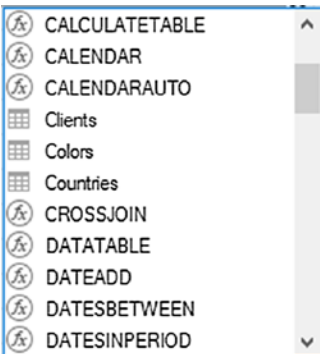 CALCULATETABLE
CALENDAR
CALENDARAUTO
Clients
Colors
Countries
CROSSJOIN
DATATABLE
DATEADD
DATESBETWEEN
DATESINPERIOD